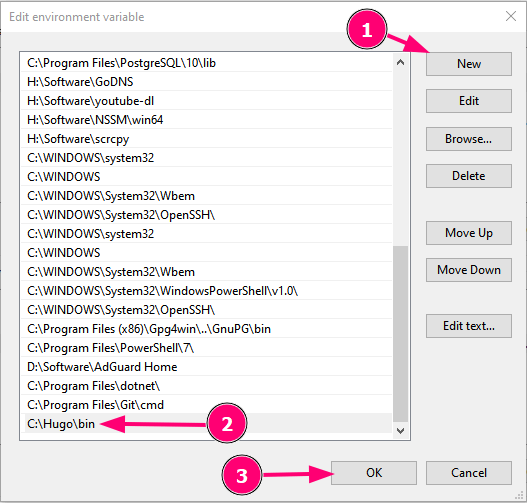 Edit environment variable
1
C:\Program Files\PostgreSQL\10\lib
New
H:\Software\GoDNS
H:\Software\youtube-dl
Edit
H:\Software\NSSM\win64
H:\Software\scrcpy
Browse...
C:\WINDOWS\system32
C:\WINDOWS
Delete
C:\WINDOWS\System32\Wbem
C:\WINDOWS\System32\OpenSSH\
C:\WINDOWS\system32
Move Up
C:\WINDOWS
C:\WINDOWS\System32\Wbem
Move Down
C:\WINDOWS\System32\WindowsPowerShell\v1.0\
C:\WINDOWS\System32\OpenSSH\
C:\Program Files (x86)\Gpg4win\..\GnuPG\bin
Edit text...
C:\Program Files\PowerShell\7\
D:\Software\AdGuard Home
C:\Program Files\dotnet\
C:\Program Files\Git\cmd
C:\Hugo\bin
2
3
OK
Cancel